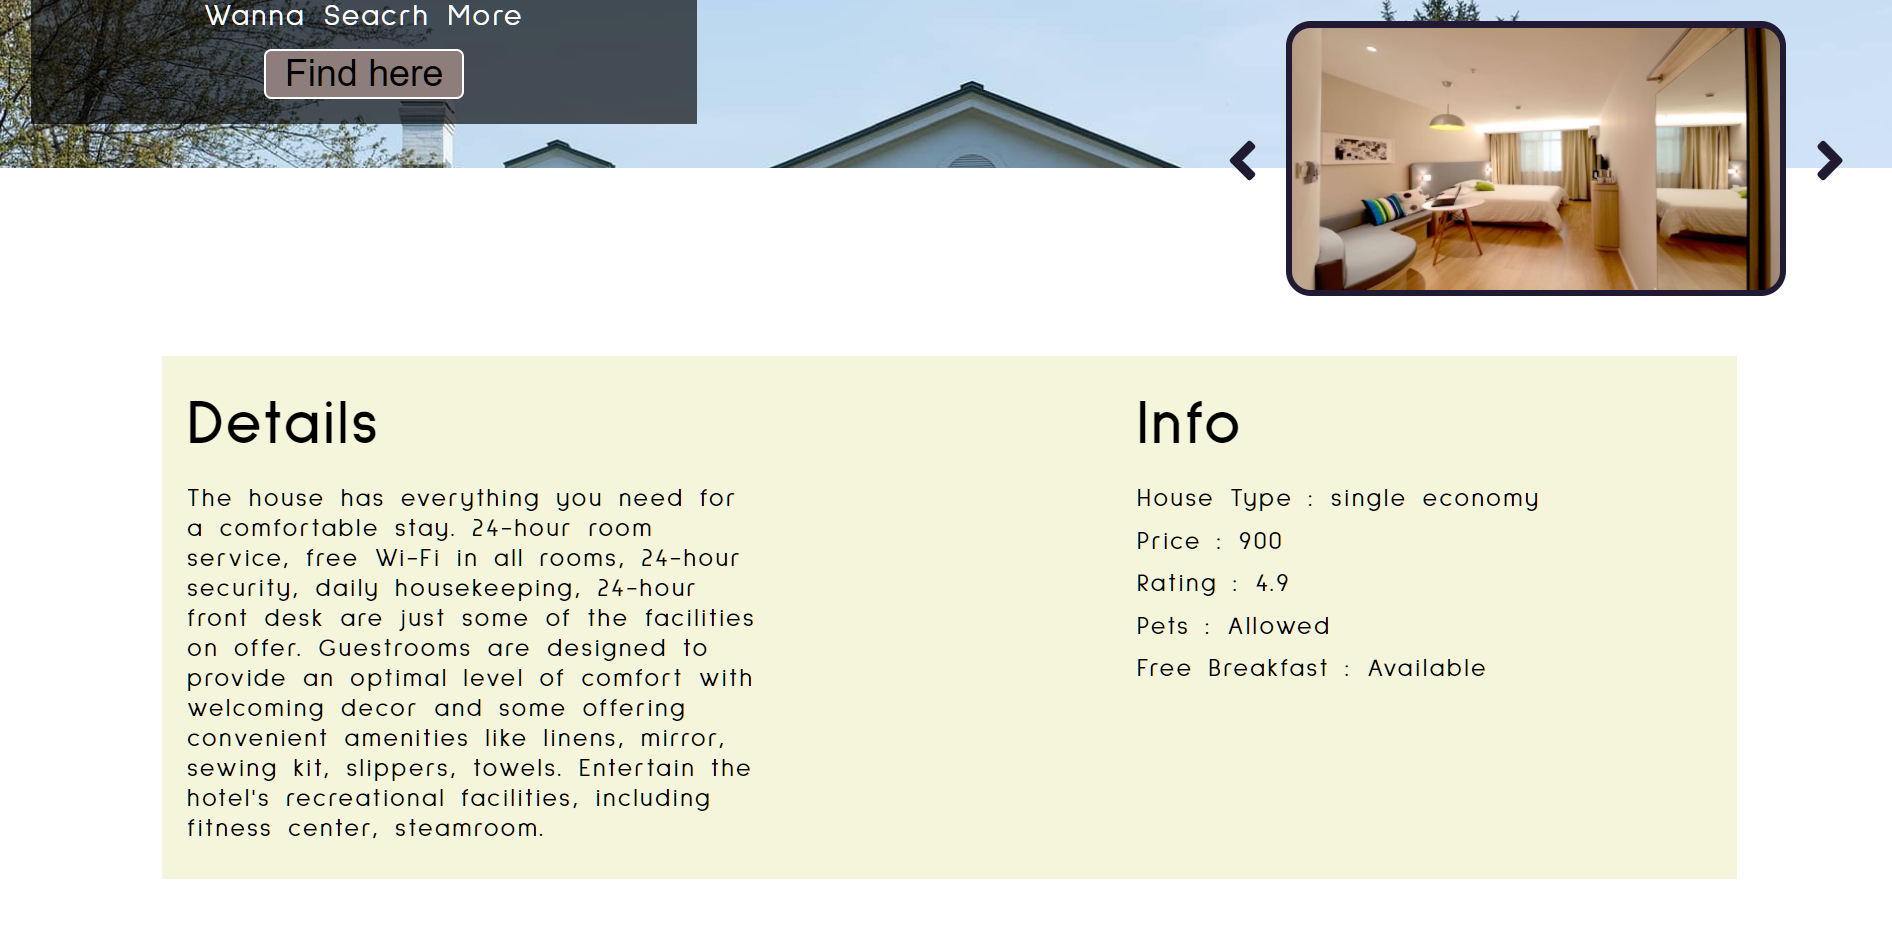 Wanna Seacrh More
Find here
Details
The house has everything you need for
a comfortable stay. 24-hour room
service, free Wi-Fi in all rooms, 24-hour
security, daily housekeeping, 24-hour
front desk are just some of the facilities
on offer. Guestrooms are designed to
provide an optimal level of comfort with
welcoming decor and some offering
convenient amenities like linens, mirror,
sewing kit, slippers, towels. Entertain the
hotel's recreational facilities, including
fitness center, steamroom.
Info
House Type : single economy
Price : 900
Rating : 4.9
Pets : Allowed
Free Breakfast : Available